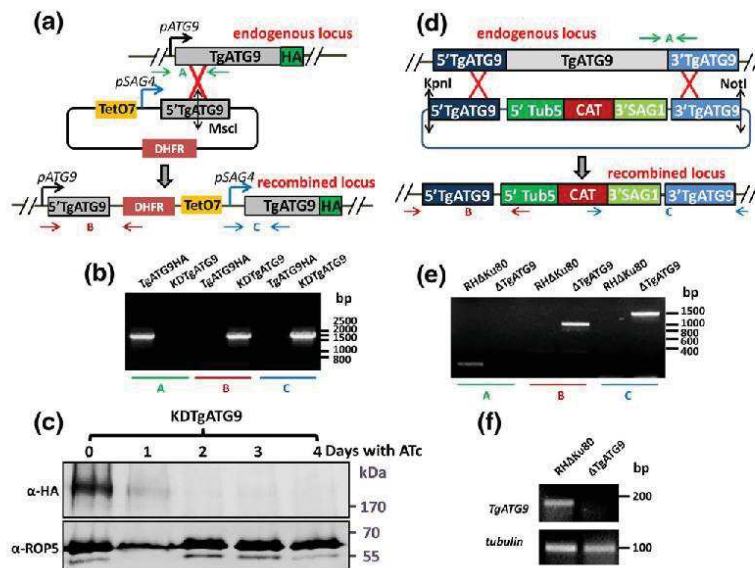 (a)
pATG9
endogenous locus
TgATG9
HA
A
pSAG4
TetO7
5'TgATG9
MscI
DHFR
pATG9
pSAG4
recombined locus
5'TgATG9
DHFR
TetO7
TgATG9
HA
B
C
(b)
TgATG9HA
KDTgATG9
TgATG9HA
KDTgATG9
TgATG9HA
KDTgATG9
bp
2500
2000
1500
1000
800
A
B
C
(c)
KDTgATG9
0 1 2 3 4 Days with ATc
kDa
α-HA
170
70
α-ROP5
55
(d)
endogenous locus
A
5'TgATG9
TgATG9
3'TgATG9
KpnI
NotI
5'TgATG9
5' Tub5
CAT
3'SAG1
3'TgATG9
recombined locus
5'TgATG9
5' Tub5
CAT
3'SAG1
3'TgATG9
B
C
(e)
RHΔKu80
ΔTgATG9
RHΔKu80
ΔTgATG9
RHΔKu80
ΔTgATG9
bp
1500
1000
800
600
400
A
B
C
(f)
RHΔKu80
ΔTgATG9
bp
TgATG9
200
tubulin
100